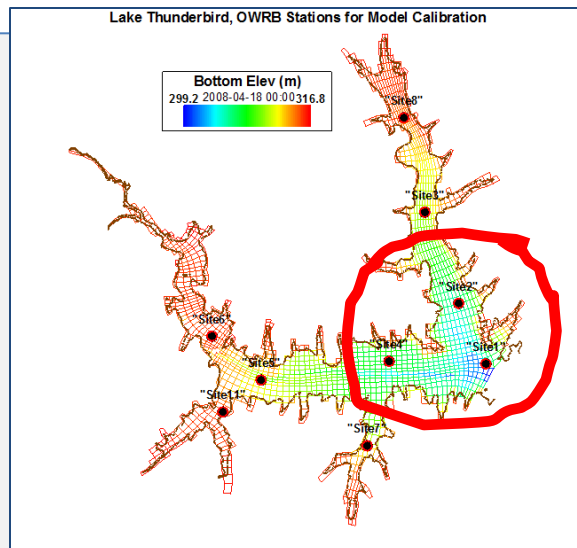 Lake Thunderbird, OWRB Stations for Model Calibration
Bottom Elev (m)
299.2 2008-04-18 00:00 316.8
"Site8"
"Site3"
"Site2"
"Site6"
"Site4"
"Site1"
"Site5"
"Site11"
"Site7"